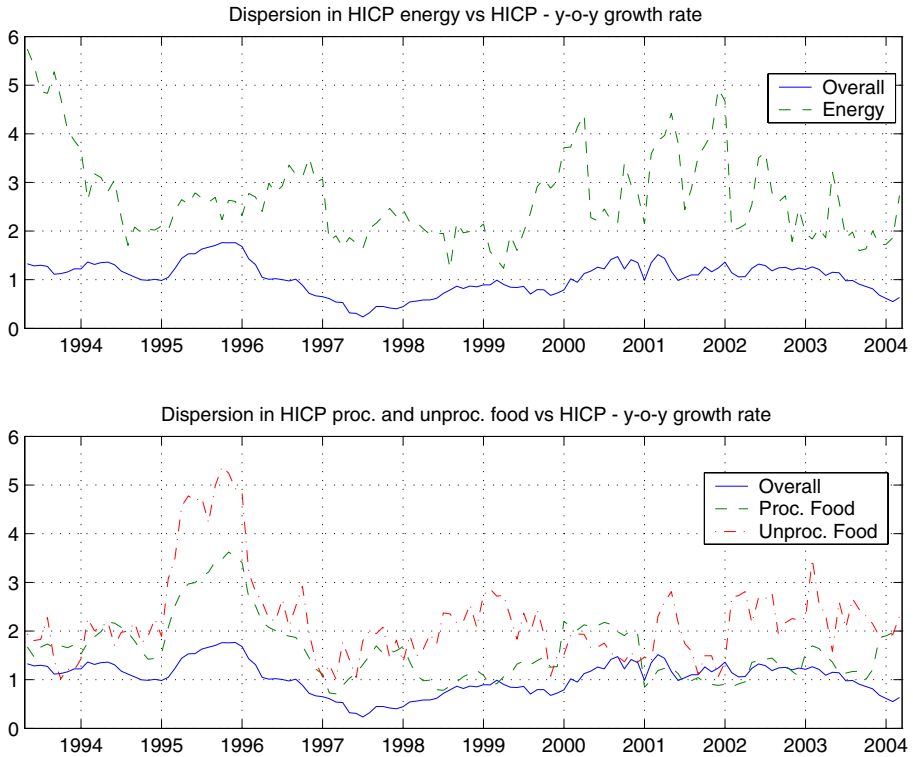 Dispersion in HICP energy vs HICP - y-o-y growth rate
6
5
4
3
2
1
0
Overall
Energy
1994 1995 1996 1997 1998 1999 2000 2001 2002 2003 2004
Dispersion in HICP proc. and unproc. food vs HICP - y-o-y growth rate
6
5
4
3
2
1
0
Overall
Proc. Food
Unproc. Food
1994 1995 1996 1997 1998 1999 2000 2001 2002 2003 2004